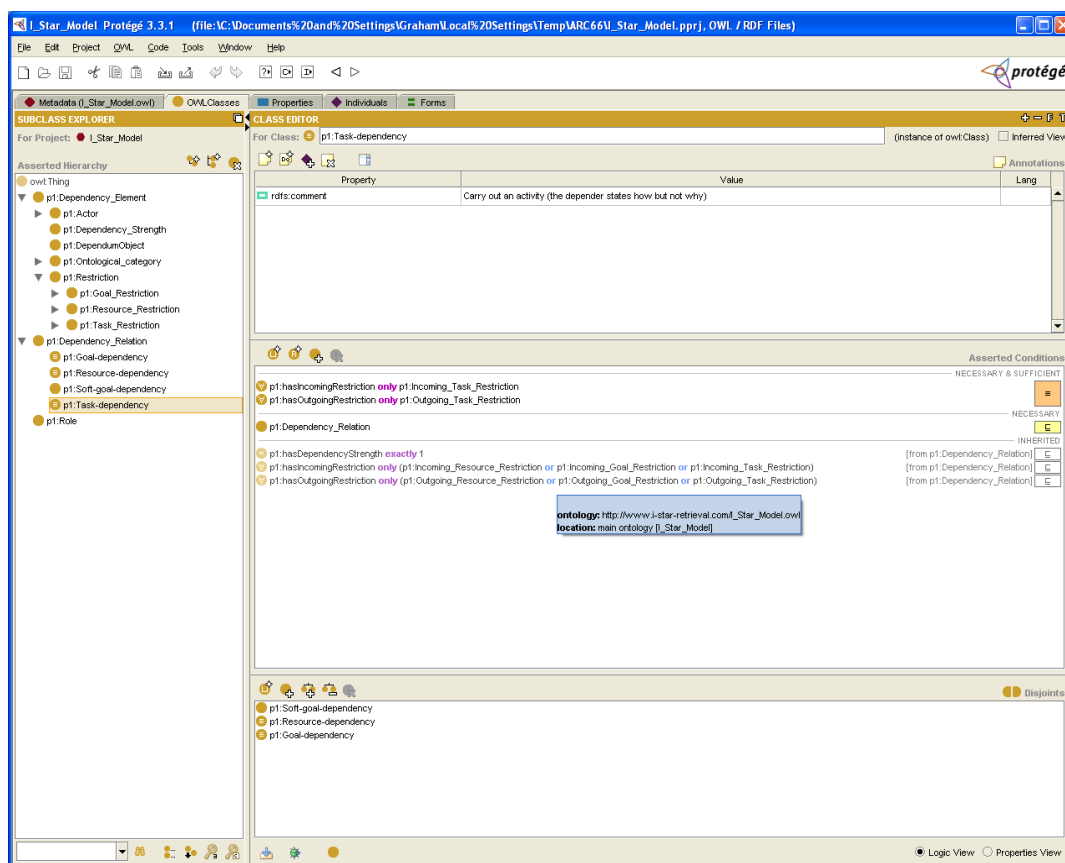 I_Star_Model Protégé 3.3.1 (file:\C:\Documents%20and%20Settings\Graham\Local%20Settings\Temp\ARC66\I_Star_Model.pprj, OWL / RDF Files)
File Edit Project OWL Code Tools Window Help
protégé
Metadata (I_Star_Model.owl) OWLClasses Properties Individuals Forms
SUBCLASS EXPLORER
For Project: I_Star_Model
Asserted Hierarchy
owl:Thing
p1:Dependency_Element
p1:Actor
p1:Dependency_Strength
p1:DependumObject
p1:Ontological_category
p1:Restriction
p1:Goal_Restriction
p1:Resource_Restriction
p1:Task_Restriction
p1:Dependency_Relation
p1:Goal-dependency
p1:Resource-dependency
p1:Soft-goal-dependency
p1:Task-dependency
p1:Role
CLASS EDITOR
For Class: p1:Task-dependency (instance of owl:Class) Inferred View
Annotations
Property Value Lang
rdfs:comment Carry out an activity (the depender states how but not why)
Asserted Conditions
NECESSARY & SUFFICIENT
p1:hasIncomingRestriction only p1:Incoming_Task_Restriction
p1:hasOutgoingRestriction only p1:Outgoing_Task_Restriction
NECESSARY
p1:Dependency_Relation
INHERITED
p1:hasDependencyStrength exactly 1 [from p1:Dependency_Relation]
p1:hasIncomingRestriction only (p1:Incoming_Resource_Restriction or p1:Incoming_Goal_Restriction or p1:Incoming_Task_Restriction) [from p1:Dependency_Relation]
p1:hasOutgoingRestriction only (p1:Outgoing_Resource_Restriction or p1:Outgoing_Goal_Restriction or p1:Outgoing_Task_Restriction) [from p1:Dependency_Relation]
ontology: http://www.i-star-retrieval.com/I_Star_Model.owl
location: main ontology [I_Star_Model]
Disjoints
p1:Soft-goal-dependency
p1:Resource-dependency
p1:Goal-dependency
Logic View Properties View